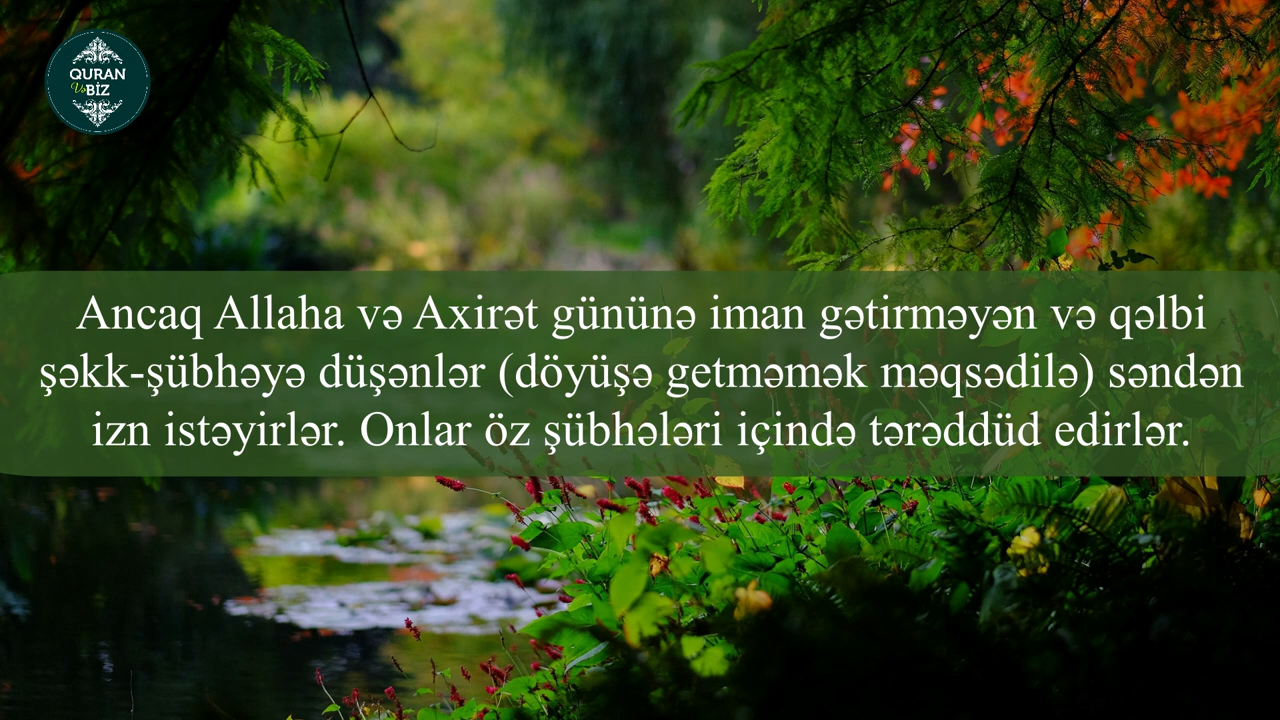 QURAN
Və BİZ
Ancaq Allaha və Axirət gününə iman gətirməyən və qəlbi
şəkk-şübhəyə düşənlər (döyüşə getməmək məqsədilə) səndən
izn istəyirlər. Onlar öz şübhələri içində tərəddüd edirlər.